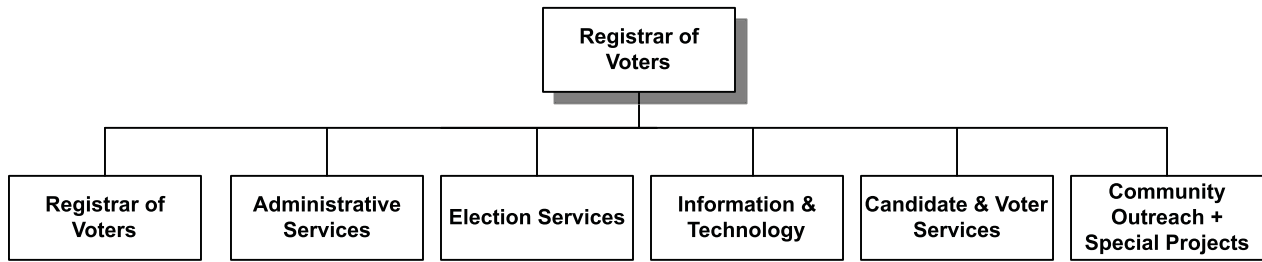 Registrar of
Voters
Registrar of
Voters
Administrative
Services
Election Services
Information &
Technology
Candidate & Voter
Services
Community
Outreach +
Special Projects